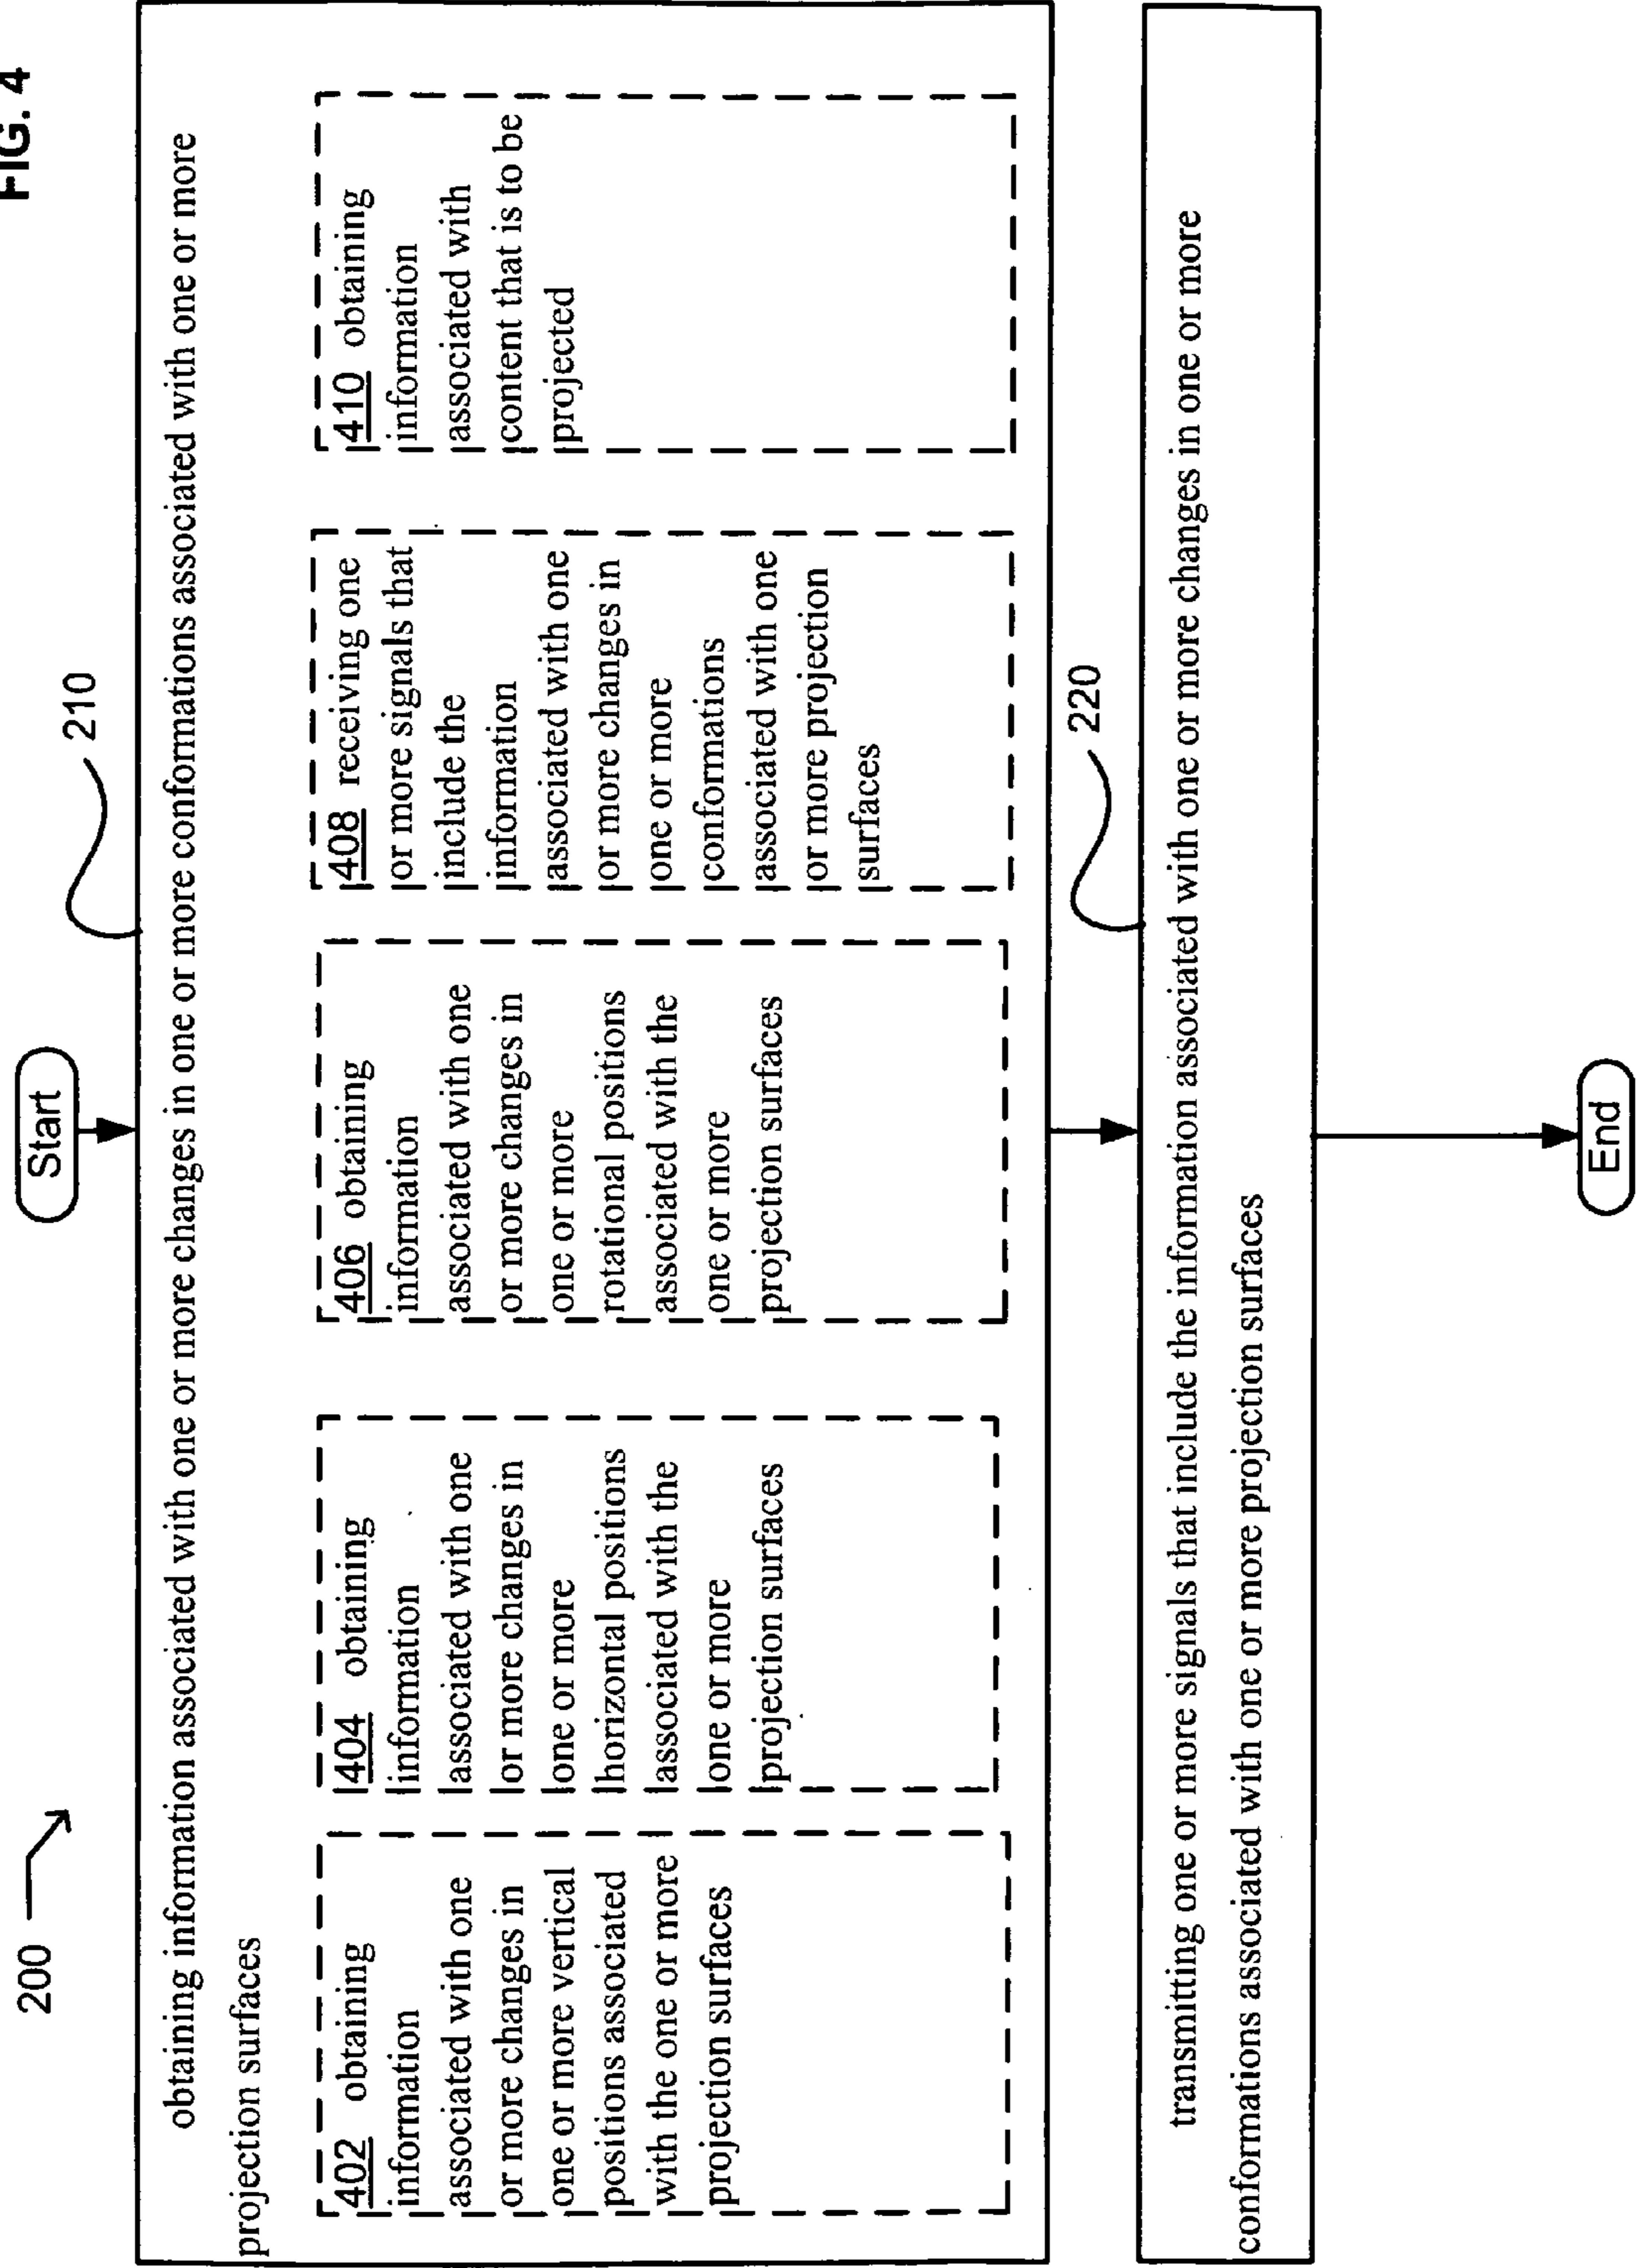 FIG. 4
200
Start
210
obtaining information associated with one or more changes in one or more conformations associated with one or more
projection surfaces
402 obtaining
information
associated with one
or more changes in
one or more vertical
positions associated
with the one or more
projection surfaces
404 obtaining
information
associated with one
or more changes in
one or more
horizontal positions
associated with the
one or more
projection surfaces
406 obtaining
information
associated with one
or more changes in
one or more
rotational positions
associated with the
one or more
projection surfaces
408 receiving one
or more signals that
include the
information
associated with one
or more changes in
one or more
conformations
associated with one
or more projection
surfaces
410 obtaining
information
associated with
content that is to be
projected
220
transmitting one or more signals that include the information associated with one or more changes in one or more
conformations associated with one or more projection surfaces
End